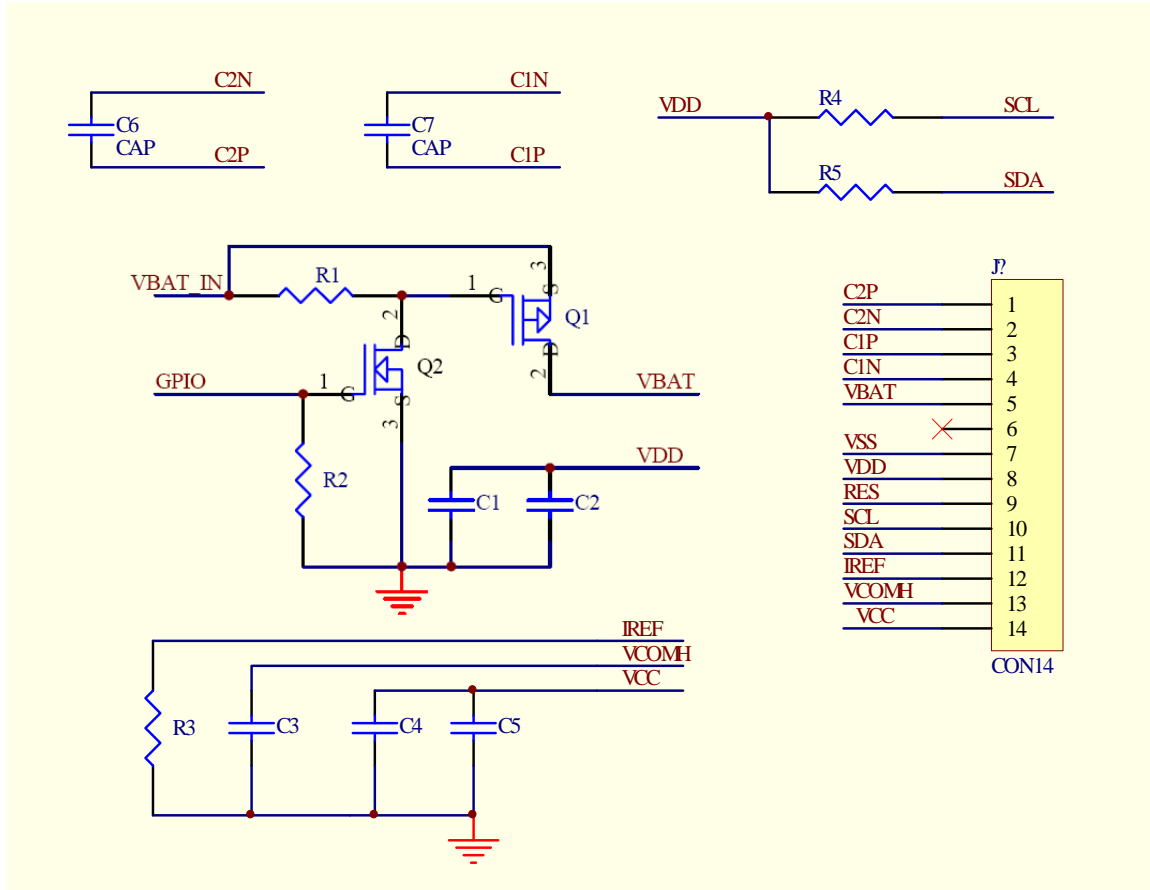 C2N
C6
CAP
C2P
C1N
C7
CAP
C1P
VDD
R4
SCL
R5
SDA
VBAT_IN
R1
2
D
1
G
3
S
Q1
D
2
VBAT
GPIO
1
G
Q2
S
3
R2
VDD
C1
C2
J?
C2P
1
C2N
2
C1P
3
C1N
4
VBAT
5
6
VSS
7
VDD
8
RES
9
SCL
10
SDA
11
IREF
12
VCOMH
13
VCC
14
CON14
IREF
VCOMH
VCC
R3
C3
C4
C5